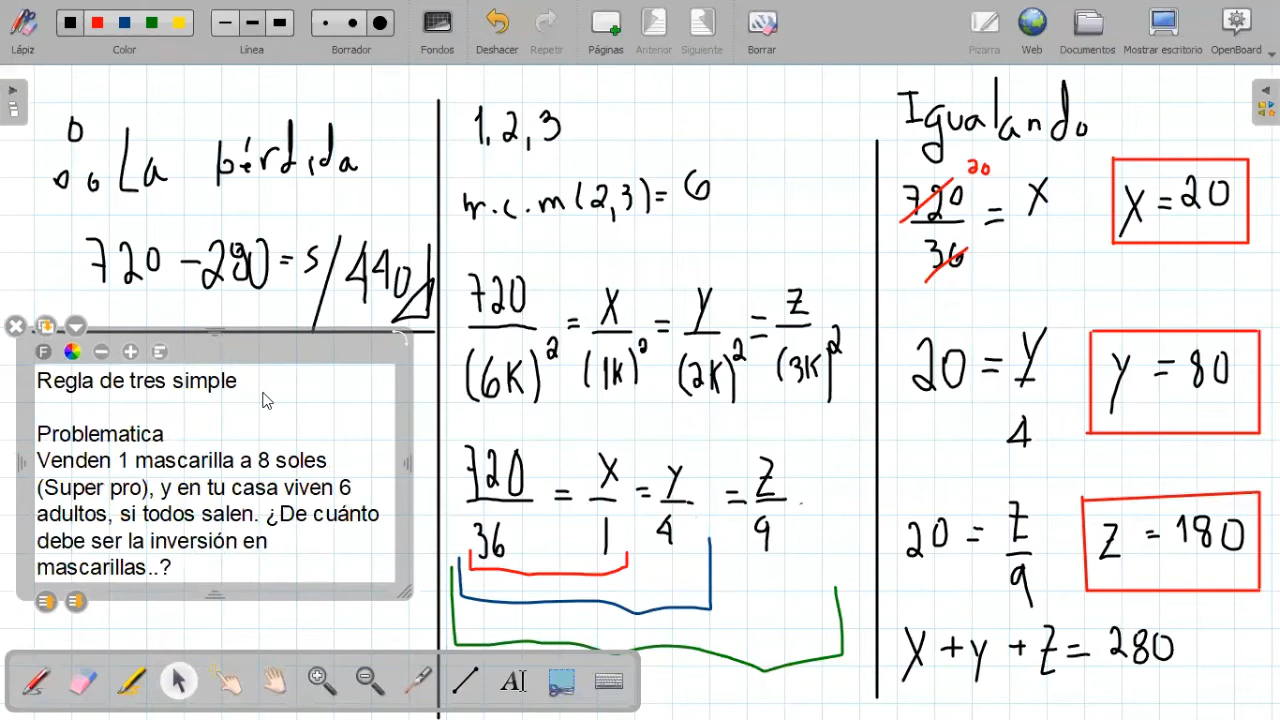 Lápiz
Color
Línea
Borrador
Fondos
Deshacer
Repetir
Páginas
Anterior
Siguiente
Borrar
Pizarra
Web
Documentos
Mostrar escritorio
OpenBoard
La pérdida
720 - 280 = s/440
Regla de tres simple
Problematica
Venden 1 mascarilla a 8 soles
(Super pro), y en tu casa viven 6
adultos, si todos salen. ¿De cuánto
debe ser la inversión en
mascarillas..?
1, 2, 3
m.c.m(2,3)= 6
720/(6K)² = X/(1K)² = Y/(2K)² = Z/(3K)²
720/36 = X/1 = Y/4 = Z/9
Igualando
20
720/36 = X
X = 20
20 = Y/4
Y = 80
20 = Z/9
Z = 180
X + Y + Z = 280